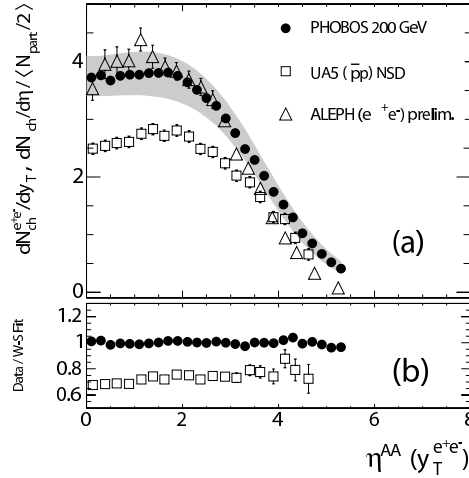 PHOBOS 200 GeV
UA5 (p̅p) NSD
ALEPH (e⁺e⁻) prelim.
dN_ch^{e+e-}/dy_T, dN_ch/dη/⟨N_part/2⟩
4
2
0
(a)
Data / W-S Fit
1.2
1
0.8
0.6
(b)
0 2 4 6 8
η^{AA} (y_T^{e+e-})